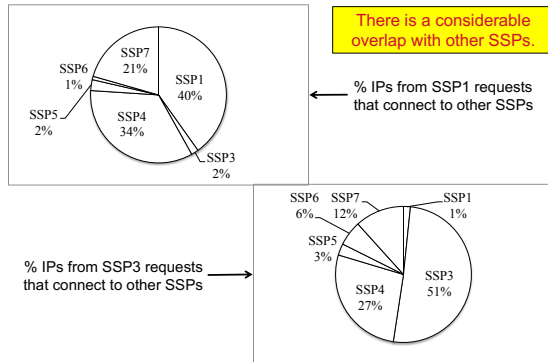 There is a considerable
overlap with other SSPs.
SSP7
21%
SSP1
40%
SSP6
1%
SSP5
2%
SSP4
34%
SSP3
2%
% IPs from SSP1 requests
that connect to other SSPs
SSP6
6%
SSP7
12%
SSP1
1%
SSP5
3%
SSP4
27%
SSP3
51%
% IPs from SSP3 requests
that connect to other SSPs